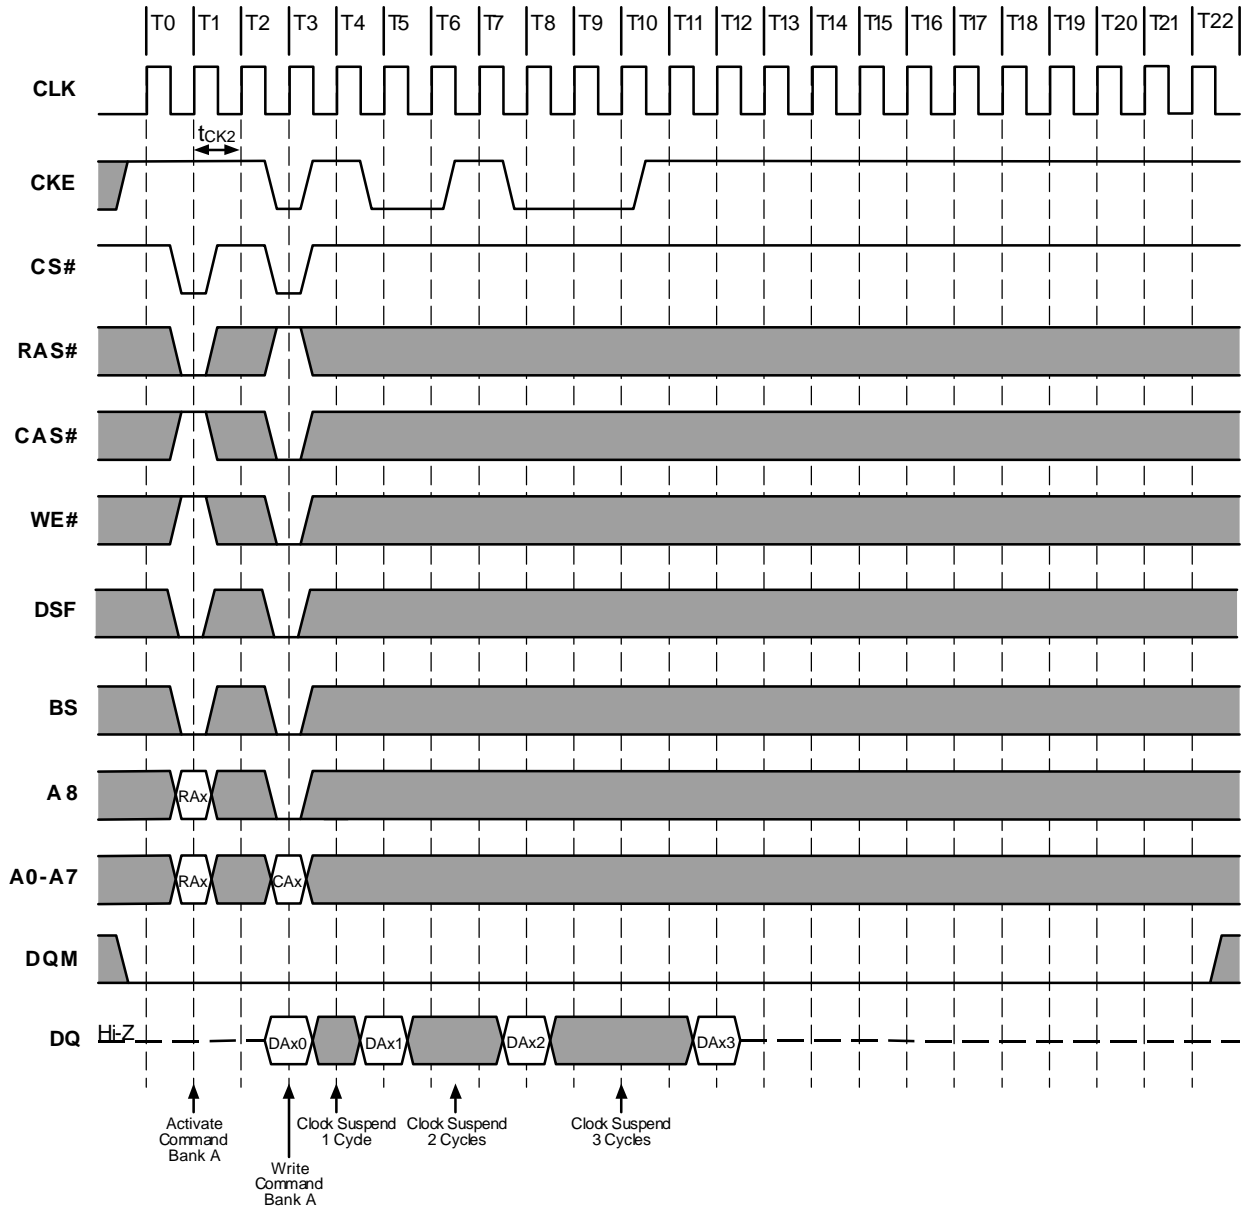 T0 T1 T2 T3 T4 T5 T6 T7 T8 T9 T10 T11 T12 T13 T14 T15 T16 T17 T18 T19 T20 T21 T22
CLK
tCK2
CKE
CS#
RAS#
CAS#
WE#
DSF
BS
A8
RAx
A0-A7
RAx CAx
DQM
DQ
Hi-Z
DAx0 DAx1 DAx2 DAx3
Activate
Command
Bank A
Write
Command
Bank A
Clock Suspend
1 Cycle
Clock Suspend
2 Cycles
Clock Suspend
3 Cycles